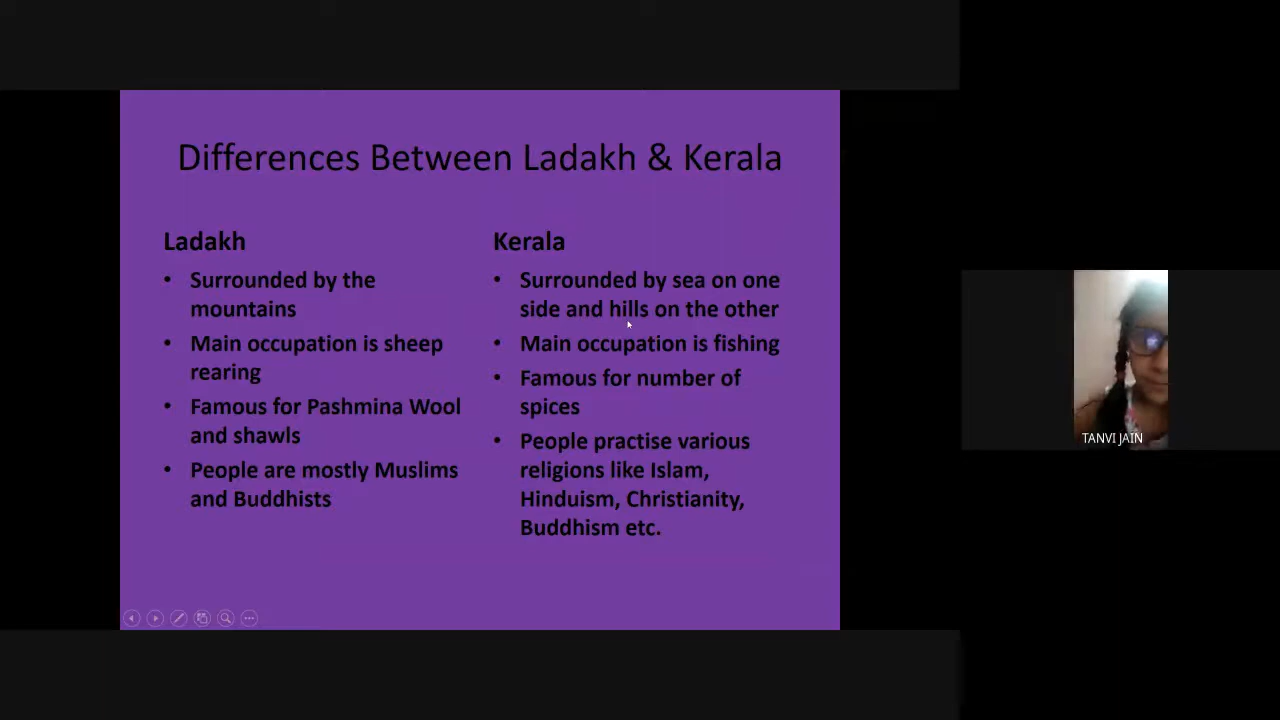 Differences Between Ladakh & Kerala
Ladakh
• Surrounded by the
mountains
• Main occupation is sheep
rearing
• Famous for Pashmina Wool
and shawls
• People are mostly Muslims
and Buddhists
Kerala
• Surrounded by sea on one
side and hills on the other
• Main occupation is fishing
• Famous for number of
spices
• People practise various
religions like Islam,
Hinduism, Christianity,
Buddhism etc.
TANVI JAIN